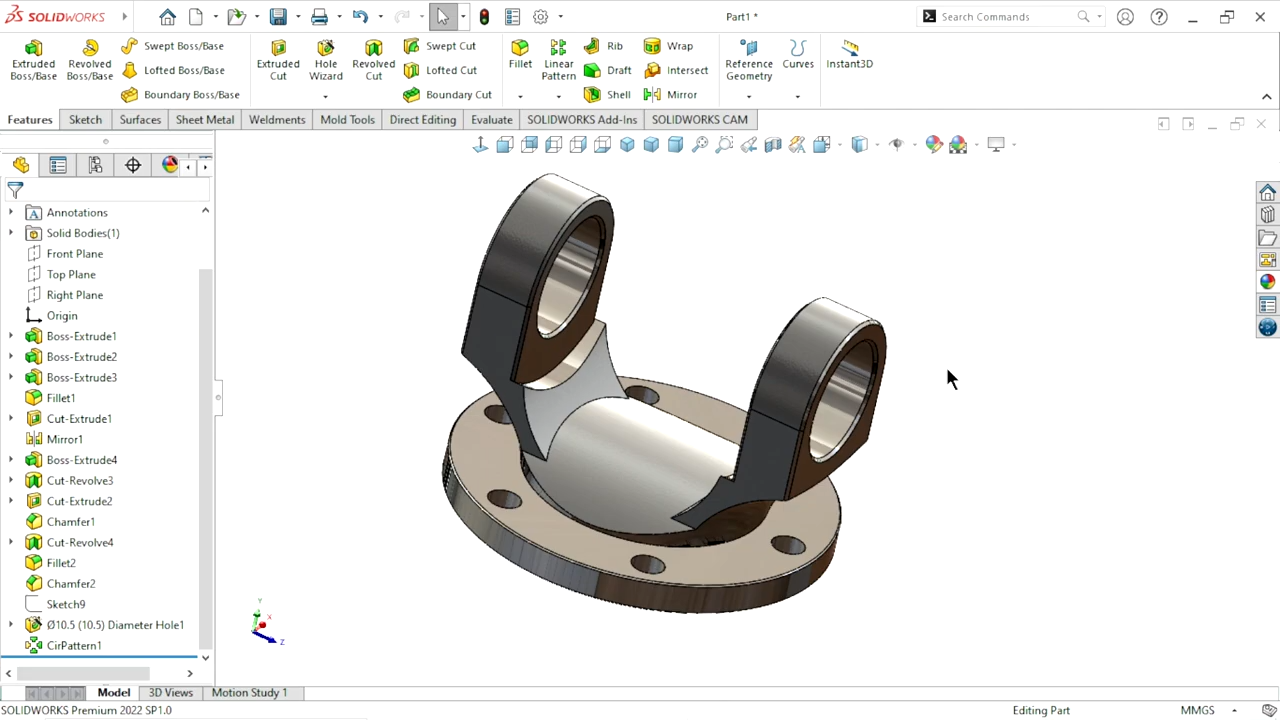 SOLIDWORKS
Part1 *
Search Commands
Extruded Boss/Base
Revolved Boss/Base
Swept Boss/Base
Lofted Boss/Base
Boundary Boss/Base
Extruded Cut
Hole Wizard
Revolved Cut
Swept Cut
Lofted Cut
Boundary Cut
Fillet
Linear Pattern
Rib
Draft
Shell
Wrap
Intersect
Mirror
Reference Geometry
Curves
Instant3D
Features
Sketch
Surfaces
Sheet Metal
Weldments
Mold Tools
Direct Editing
Evaluate
SOLIDWORKS Add-Ins
SOLIDWORKS CAM
Annotations
Solid Bodies(1)
Front Plane
Top Plane
Right Plane
Origin
Boss-Extrude1
Boss-Extrude2
Boss-Extrude3
Fillet1
Cut-Extrude1
Mirror1
Boss-Extrude4
Cut-Revolve3
Cut-Extrude2
Chamfer1
Cut-Revolve4
Fillet2
Chamfer2
Sketch9
Ø10.5 (10.5) Diameter Hole1
CirPattern1
Y
X
Z
Model
3D Views
Motion Study 1
SOLIDWORKS Premium 2022 SP1.0
Editing Part
MMGS